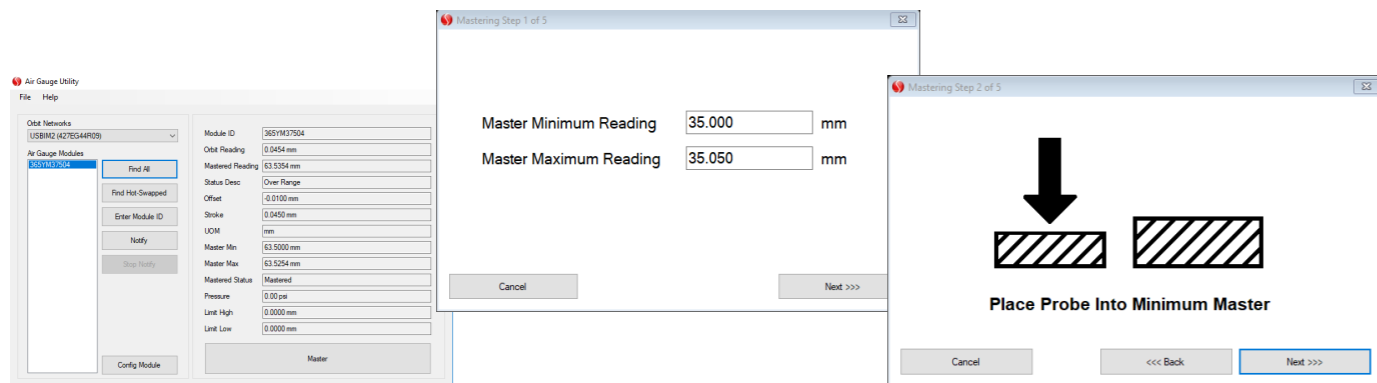 Air Gauge Utility
File Help
Orbit Networks
USBIM2 (427EG44R09)
Air Gauge Modules
365YM37504
Find All
Find Hot-Swapped
Enter Module ID
Notify
Stop Notify
Config Module
Module ID 365YM37504
Orbit Reading 0.0454 mm
Mastered Reading 63.5354 mm
Status Desc Over Range
Offset -0.0100 mm
Stroke 0.0450 mm
UOM mm
Master Min 63.5000 mm
Master Max 63.5254 mm
Mastered Status Mastered
Pressure 0.00 psi
Limit High 0.0000 mm
Limit Low 0.0000 mm
Master
Mastering Step 1 of 5
Master Minimum Reading 35.000 mm
Master Maximum Reading 35.050 mm
Cancel Next >>>
Mastering Step 2 of 5
Place Probe Into Minimum Master
Cancel <<< Back Next >>>